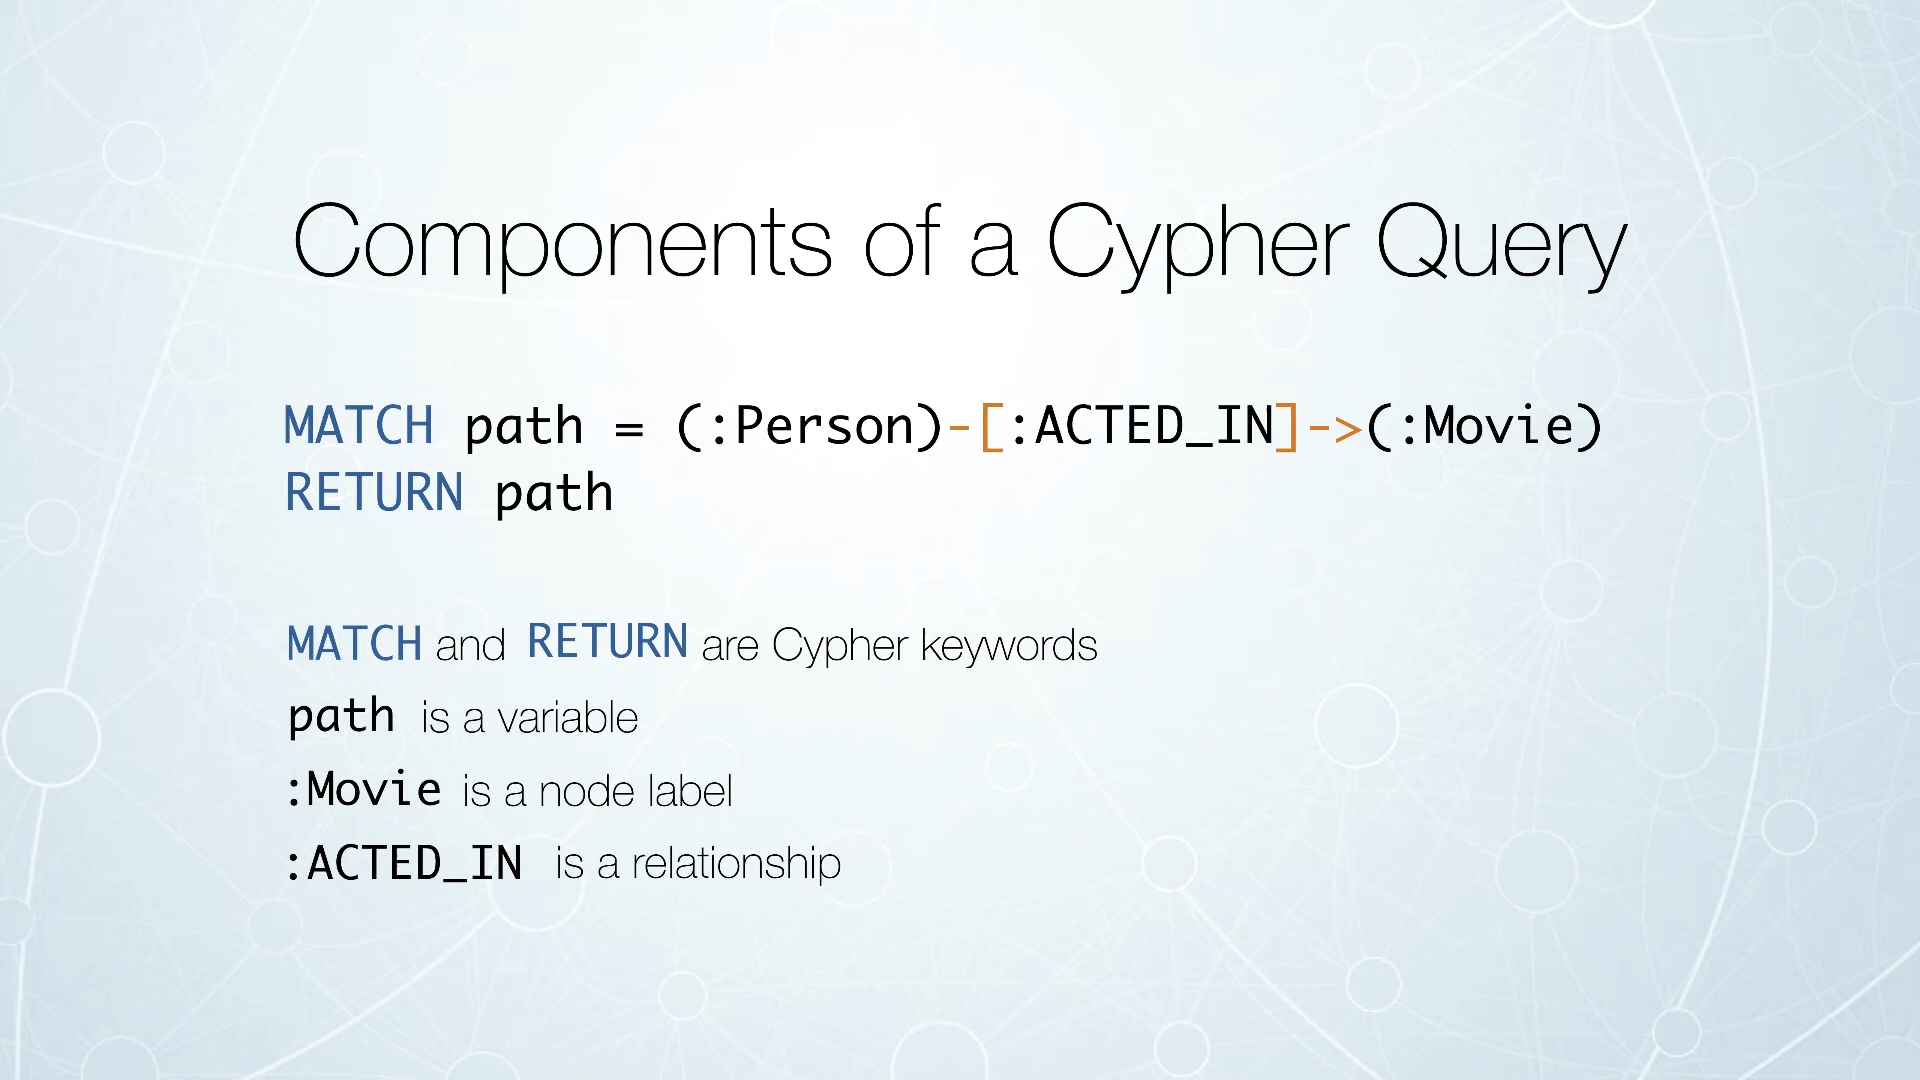 Components of a Cypher Query
MATCH path = (:Person)-[:ACTED_IN]->(:Movie)
RETURN path
MATCH and RETURN are Cypher keywords
path is a variable
:Movie is a node label
:ACTED_IN is a relationship